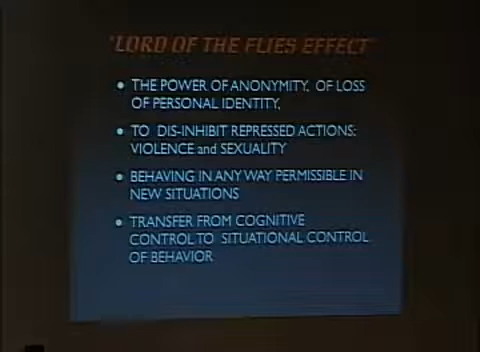 "LORD OF THE FLIES EFFECT"
• THE POWER OF ANONYMITY, OF LOSS
OF PERSONAL IDENTITY,
• TO DIS-INHIBIT REPRESSED ACTIONS:
VIOLENCE and SEXUALITY
• BEHAVING IN ANY WAY PERMISSIBLE IN
NEW SITUATIONS
• TRANSFER FROM COGNITIVE
CONTROL TO SITUATIONAL CONTROL
OF BEHAVIOR